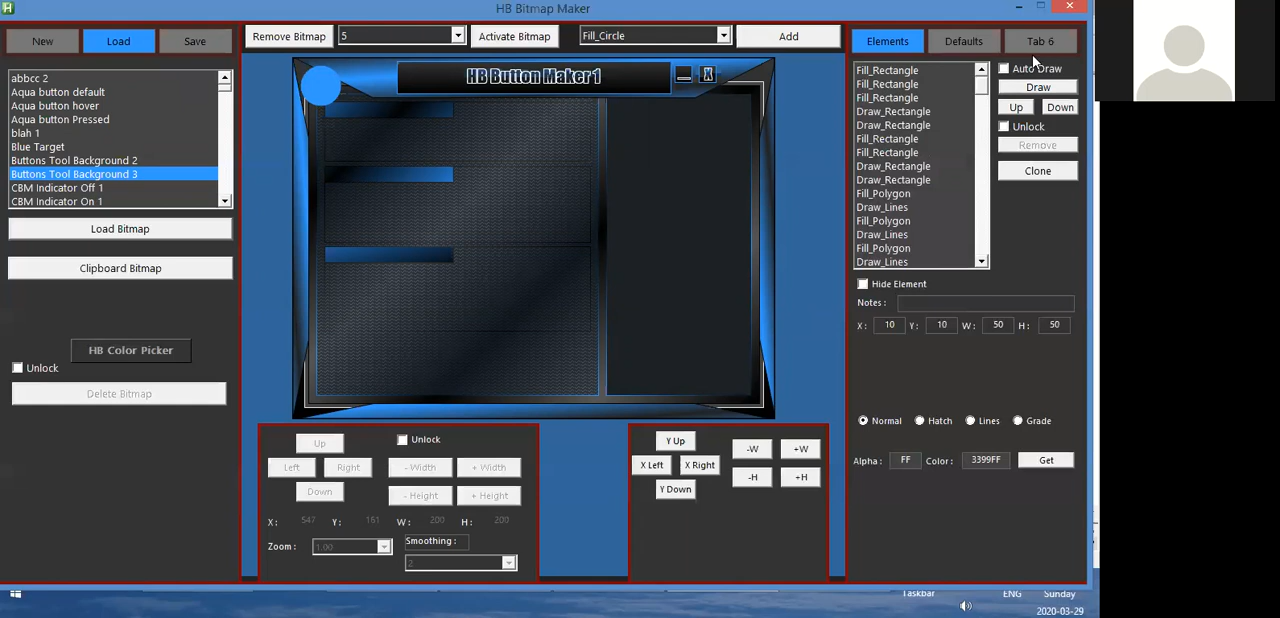 HB Bitmap Maker
New
Load
Save
abbcc 2
Aqua button default
Aqua button hover
Aqua button Pressed
blah 1
Blue Target
Buttons Tool Background 2
Buttons Tool Background 3
CBM Indicator Off 1
CBM Indicator On 1
Load Bitmap
Clipboard Bitmap
HB Color Picker
Unlock
Delete Bitmap
Remove Bitmap
5
Activate Bitmap
Fill_Circle
Add
HB Button Maker 1
X
Up
Unlock
Left
Right
- Width
+ Width
Down
- Height
+ Height
X: 547 Y: 161 W: 200 H: 200
Zoom : 1.00
Smoothing :
2
Y Up
X Left
X Right
Y Down
-W
+W
-H
+H
Elements
Defaults
Tab 6
Fill_Rectangle
Fill_Rectangle
Fill_Rectangle
Draw_Rectangle
Draw_Rectangle
Fill_Rectangle
Fill_Rectangle
Draw_Rectangle
Draw_Rectangle
Fill_Polygon
Draw_Lines
Fill_Polygon
Draw_Lines
Fill_Polygon
Draw_Lines
Auto Draw
Draw
Up
Down
Unlock
Remove
Clone
Hide Element
Notes :
X: 10 Y: 10 W: 50 H: 50
Normal
Hatch
Lines
Grade
Alpha : FF Color : 3399FF Get
Taskbar
ENG
Sunday
2020-03-29